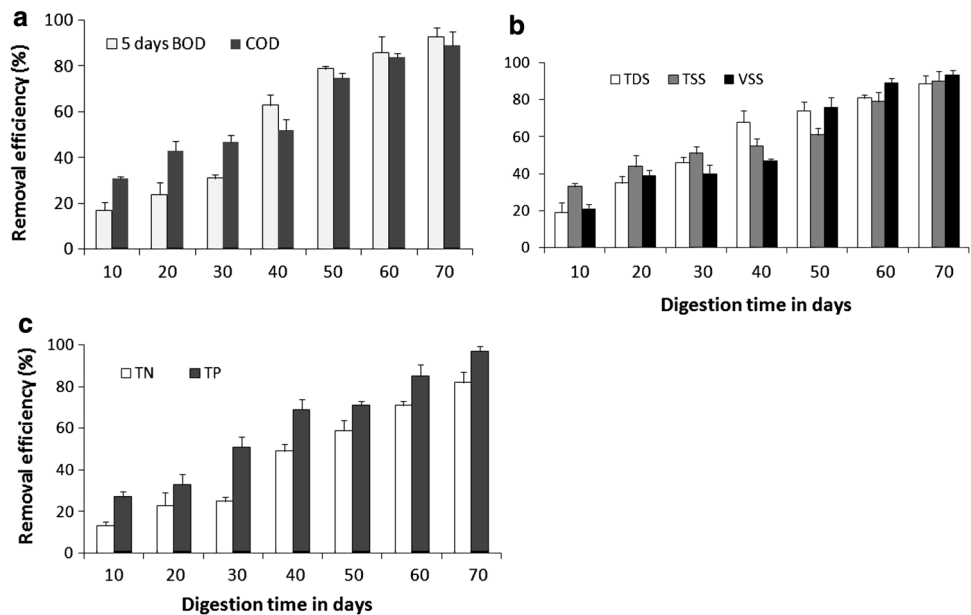 a
Removal efficiency (%)
5 days BOD COD
100
80
60
40
20
0
10 20 30 40 50 60 70
b
TDS TSS VSS
100
80
60
40
20
0
10 20 30 40 50 60 70
Digestion time in days
c
Removal efficiency (%)
TN TP
100
80
60
40
20
0
10 20 30 40 50 60 70
Digestion time in days